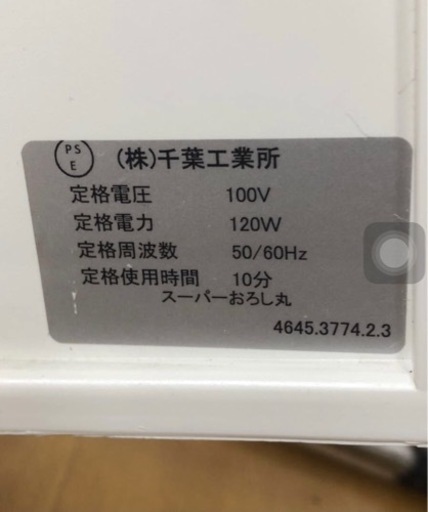 PS
E
(株)千葉工業所
定格電圧 100V
定格電力 120W
定格周波数 50/60Hz
定格使用時間 10分
スーパーおろし丸
4645.3774.2.3